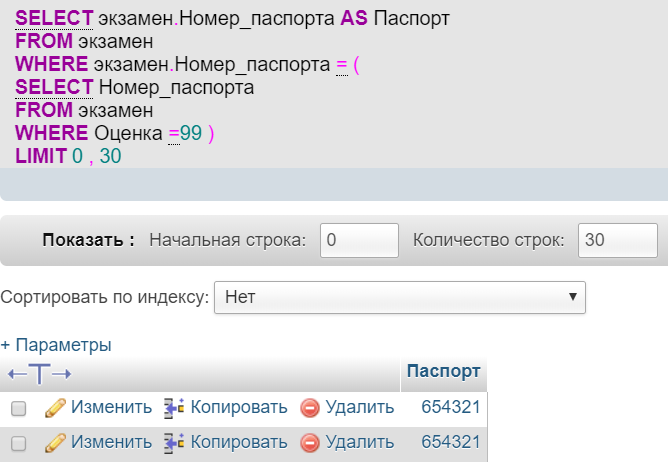 SELECT экзамен.Номер_паспорта AS Паспорт
FROM экзамен
WHERE экзамен.Номер_паспорта = (
SELECT Номер_паспорта
FROM экзамен
WHERE Оценка =99 )
LIMIT 0 , 30
Показать : Начальная строка: 0 Количество строк: 30
Сортировать по индексу: Нет
+ Параметры
←T→ Паспорт
Изменить Копировать Удалить 654321
Изменить Копировать Удалить 654321